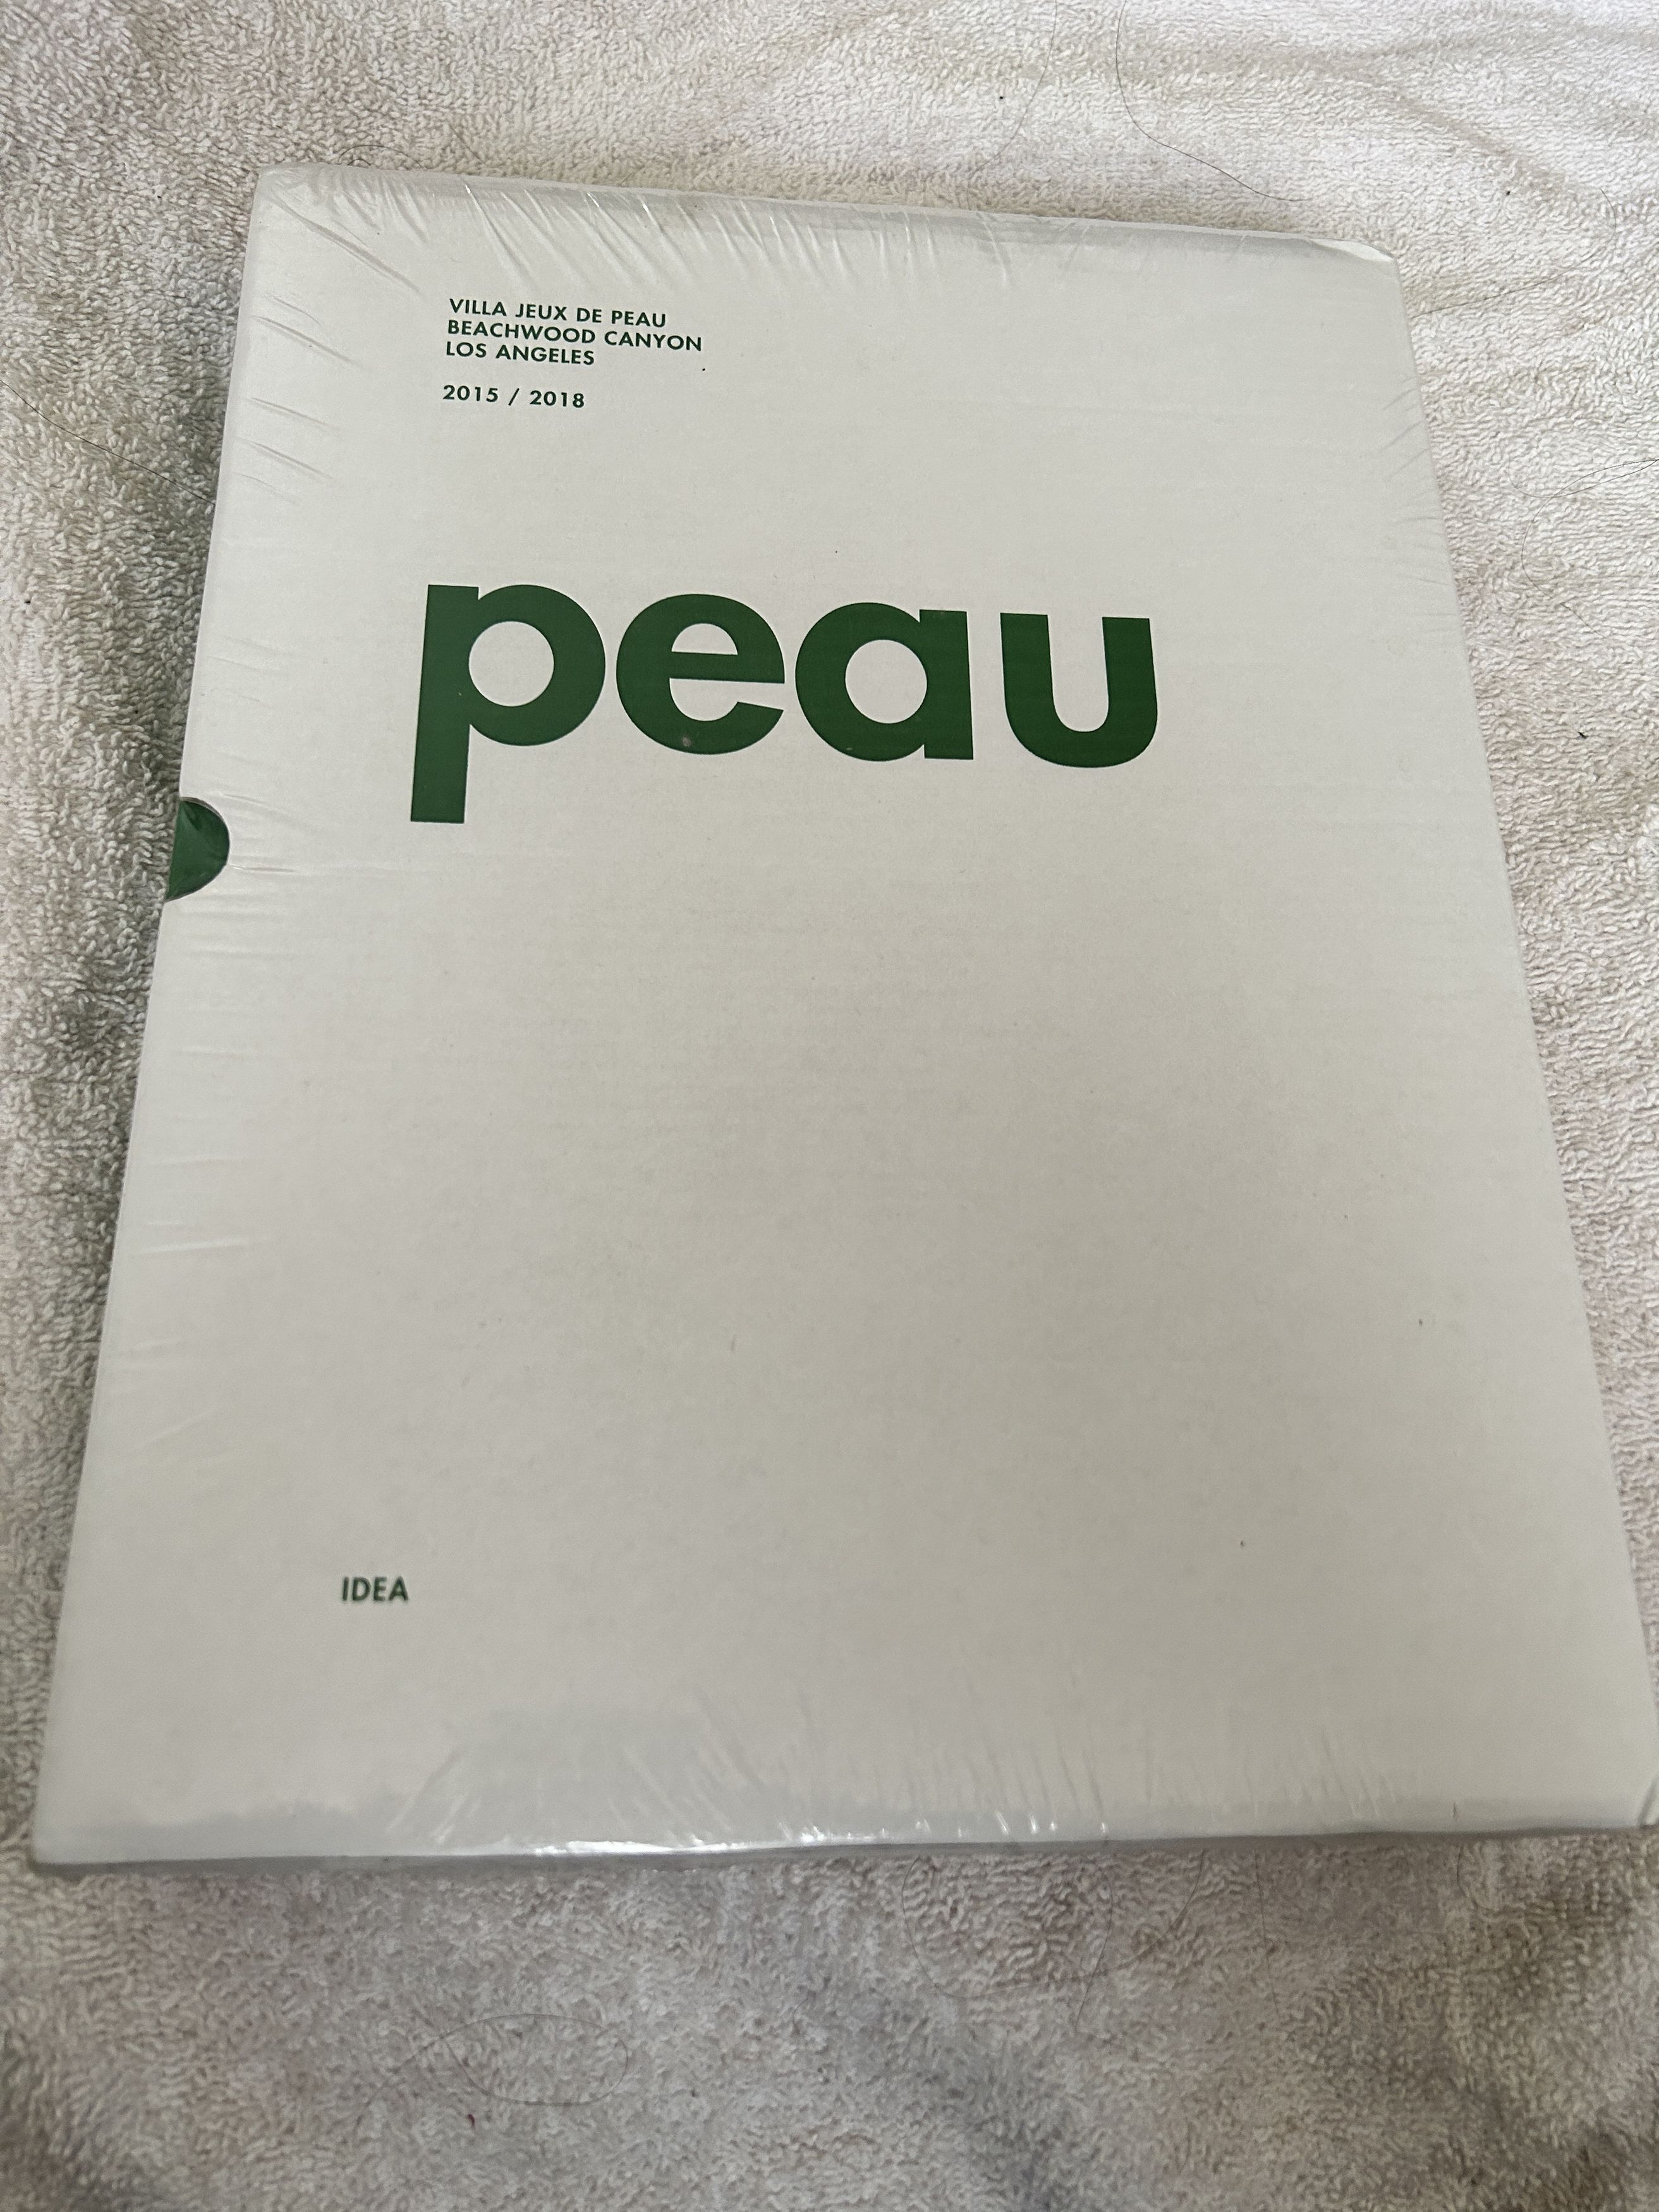 VILLA JEUX DE PEAU
BEACHWOOD CANYON
LOS ANGELES
2015 / 2018
peau
IDEA